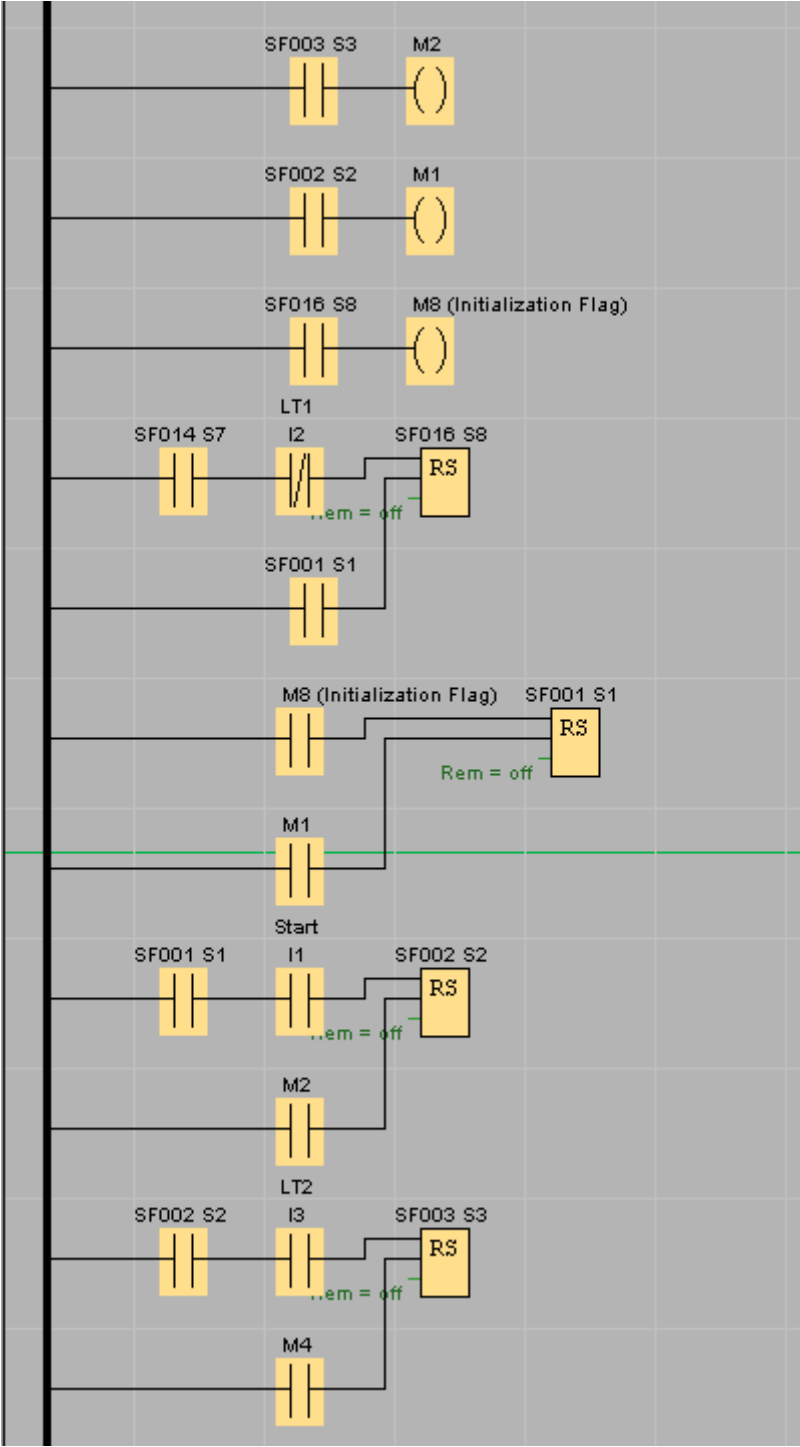 SF003 S3 M2
SF002 S2 M1
SF016 S8 M8 (Initialization Flag)
LT1
SF014 S7 I2 SF016 S8
RS
Rem = off
SF001 S1
M8 (Initialization Flag) SF001 S1
RS
Rem = off
M1
Start
SF001 S1 I1 SF002 S2
RS
Rem = off
M2
LT2
SF002 S2 I3 SF003 S3
RS
Rem = off
M4